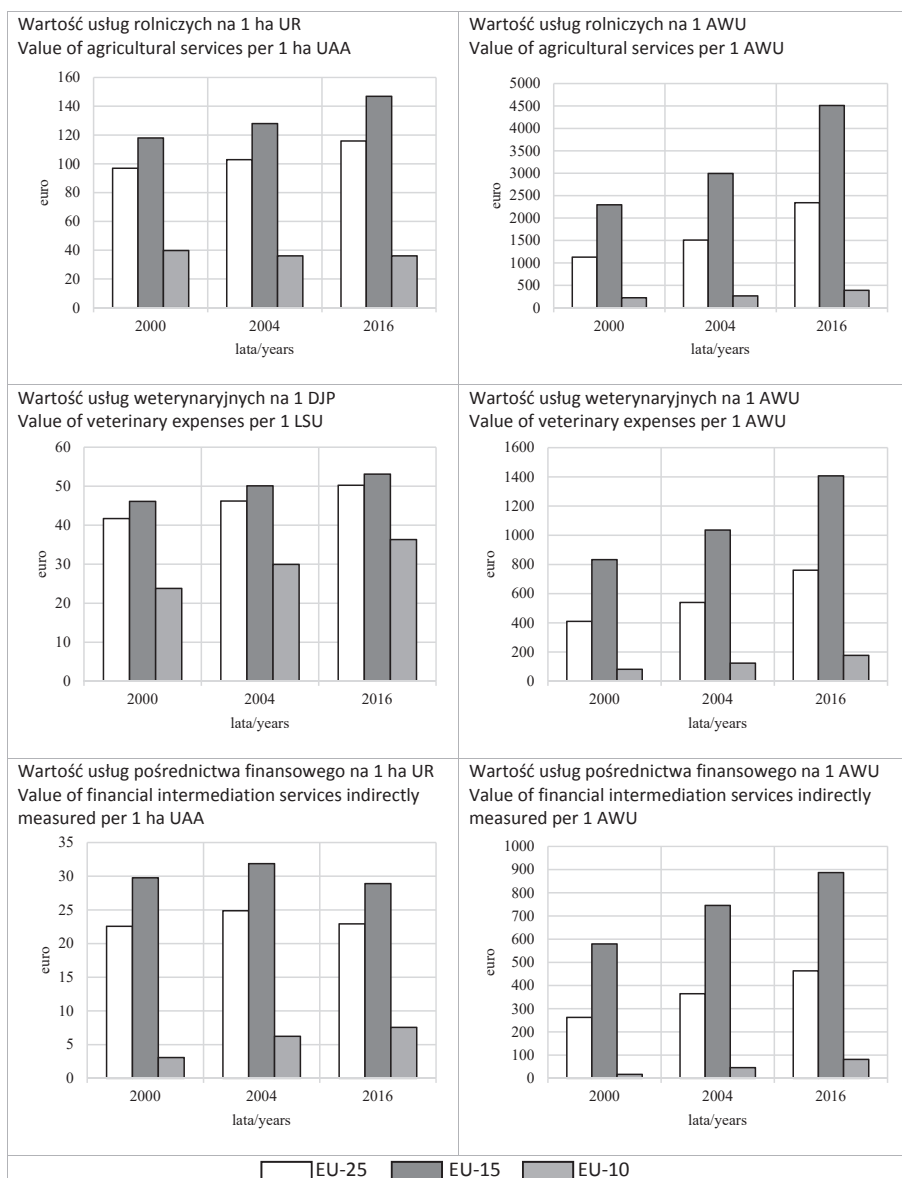 Wartość usług rolniczych na 1 ha UR
Value of agricultural services per 1 ha UAA
160
140
120
100
80
60
40
20
0
euro
2000 2004 2016
lata/years
Wartość usług rolniczych na 1 AWU
Value of agricultural services per 1 AWU
5000
4500
4000
3500
3000
2500
2000
1500
1000
500
0
euro
2000 2004 2016
lata/years
Wartość usług weterynaryjnych na 1 DJP
Value of veterinary expenses per 1 LSU
60
50
40
30
20
10
0
euro
2000 2004 2016
lata/years
Wartość usług weterynaryjnych na 1 AWU
Value of veterinary expenses per 1 AWU
1600
1400
1200
1000
800
600
400
200
0
euro
2000 2004 2016
lata/years
Wartość usług pośrednictwa finansowego na 1 ha UR
Value of financial intermediation services indirectly
measured per 1 ha UAA
35
30
25
20
15
10
5
0
euro
2000 2004 2016
lata/years
Wartość usług pośrednictwa finansowego na 1 AWU
Value of financial intermediation services indirectly
measured per 1 AWU
1000
900
800
700
600
500
400
300
200
100
0
euro
2000 2004 2016
lata/years
EU-25 EU-15 EU-10